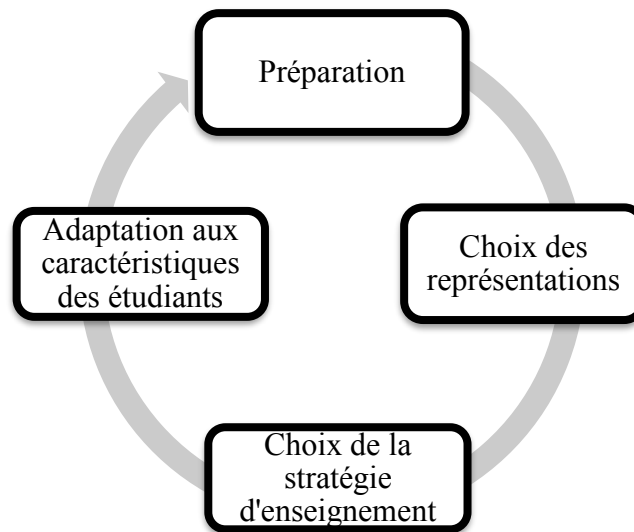 Préparation
Choix des
représentations
Choix de la
stratégie
d'enseignement
Adaptation aux
caractéristiques
des étudiants